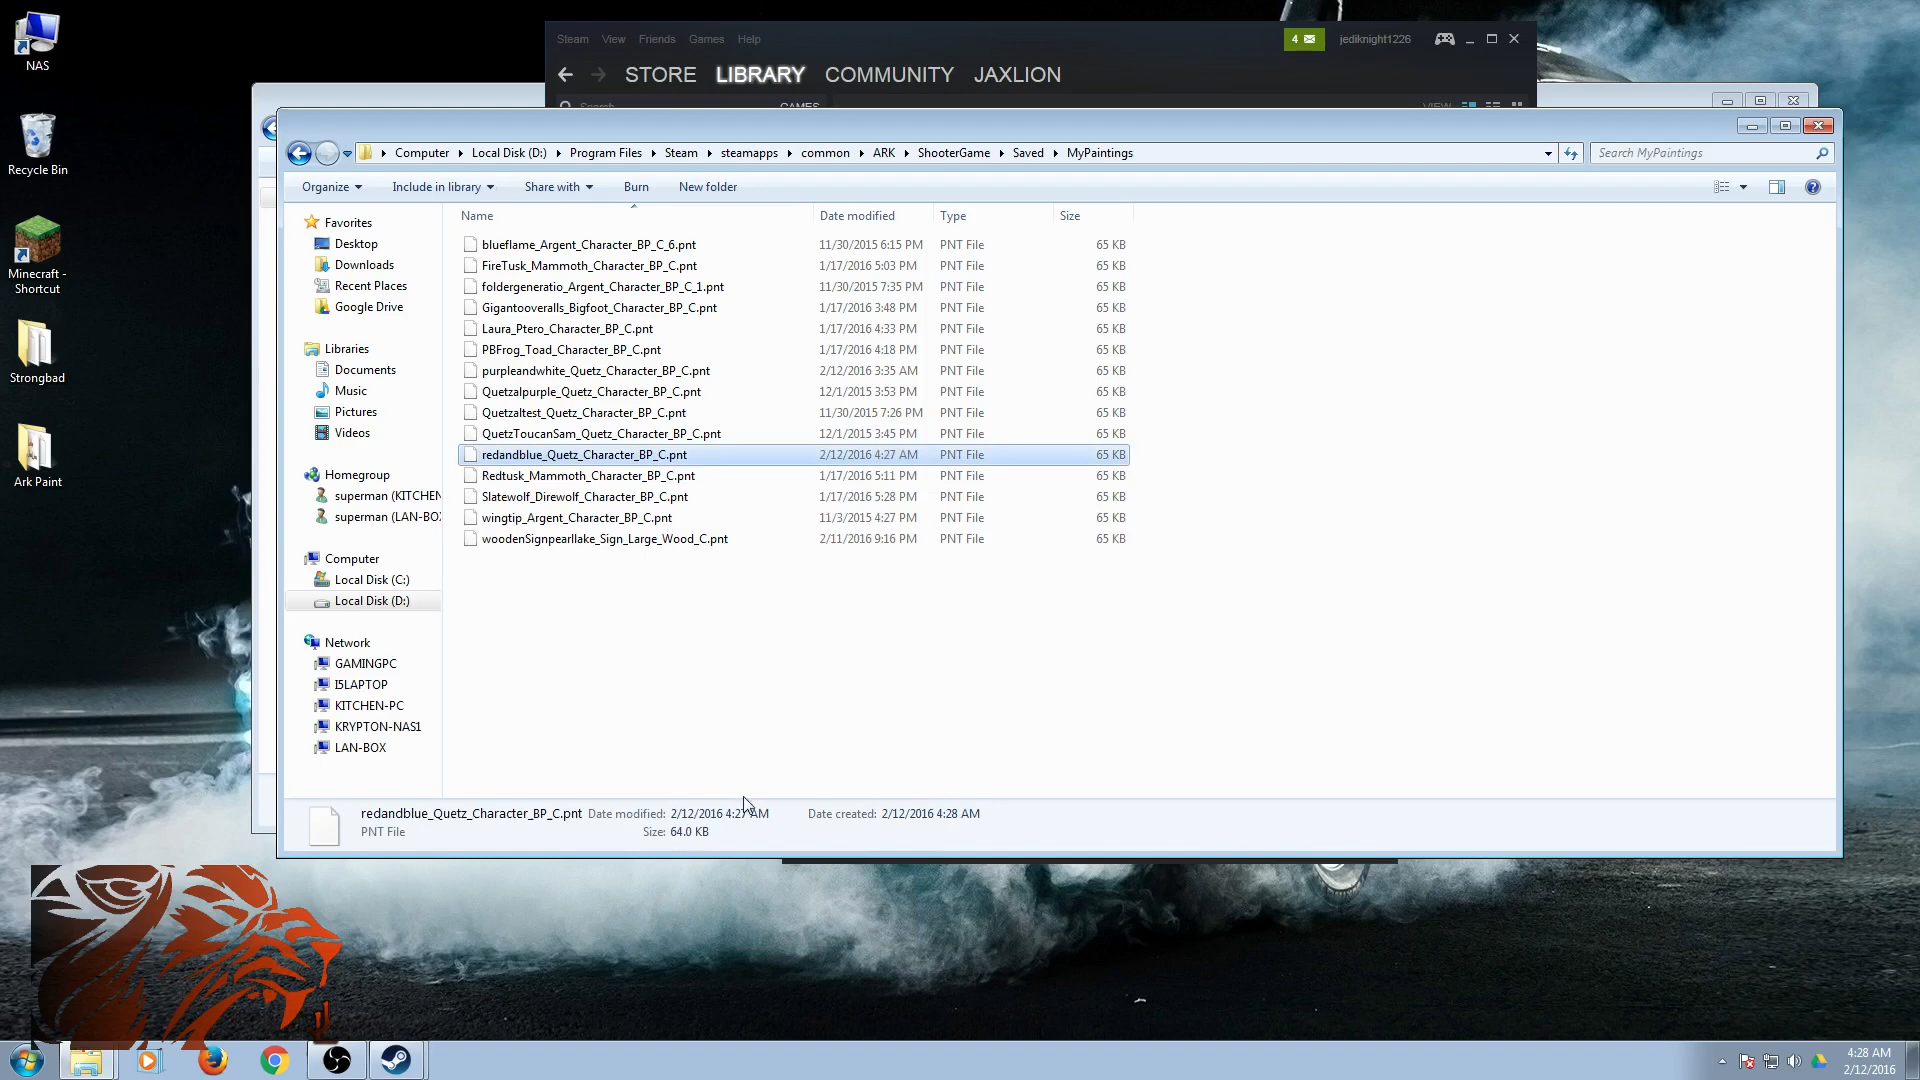 NAS
Recycle Bin
Minecraft -
Shortcut
Strongbad
Ark Paint
Steam View Friends Games Help
4 jediknight1226
STORE LIBRARY COMMUNITY JAXLION
Search GAMES VIEW
Computer Local Disk (D:) Program Files Steam steamapps common ARK ShooterGame Saved MyPaintings
Search MyPaintings
Organize Include in library Share with Burn New folder
Favorites
Desktop
Downloads
Recent Places
Google Drive
Libraries
Documents
Music
Pictures
Videos
Homegroup
superman (KITCHEN
superman (LAN-BO
Computer
Local Disk (C:)
Local Disk (D:)
Network
GAMINGPC
I5LAPTOP
KITCHEN-PC
KRYPTON-NAS1
LAN-BOX
Name Date modified Type Size
blueflame_Argent_Character_BP_C_6.pnt 11/30/2015 6:15 PM PNT File 65 KB
FireTusk_Mammoth_Character_BP_C.pnt 1/17/2016 5:03 PM PNT File 65 KB
foldergeneratio_Argent_Character_BP_C_1.pnt 11/30/2015 7:35 PM PNT File 65 KB
Gigantooveralls_Bigfoot_Character_BP_C.pnt 1/17/2016 3:48 PM PNT File 65 KB
Laura_Ptero_Character_BP_C.pnt 1/17/2016 4:33 PM PNT File 65 KB
PBFrog_Toad_Character_BP_C.pnt 1/17/2016 4:18 PM PNT File 65 KB
purpleandwhite_Quetz_Character_BP_C.pnt 2/12/2016 3:35 AM PNT File 65 KB
Quetzalpurple_Quetz_Character_BP_C.pnt 12/1/2015 3:53 PM PNT File 65 KB
Quetzaltest_Quetz_Character_BP_C.pnt 11/30/2015 7:26 PM PNT File 65 KB
QuetzToucanSam_Quetz_Character_BP_C.pnt 12/1/2015 3:45 PM PNT File 65 KB
redandblue_Quetz_Character_BP_C.pnt 2/12/2016 4:27 AM PNT File 65 KB
Redtusk_Mammoth_Character_BP_C.pnt 1/17/2016 5:11 PM PNT File 65 KB
Slatewolf_Direwolf_Character_BP_C.pnt 1/17/2016 5:28 PM PNT File 65 KB
wingtip_Argent_Character_BP_C.pnt 11/3/2015 4:27 PM PNT File 65 KB
woodenSignpearllake_Sign_Large_Wood_C.pnt 2/11/2016 9:16 PM PNT File 65 KB
redandblue_Quetz_Character_BP_C.pnt Date modified: 2/12/2016 4:27 AM Date created: 2/12/2016 4:28 AM
PNT File Size: 64.0 KB
4:28 AM
2/12/2016